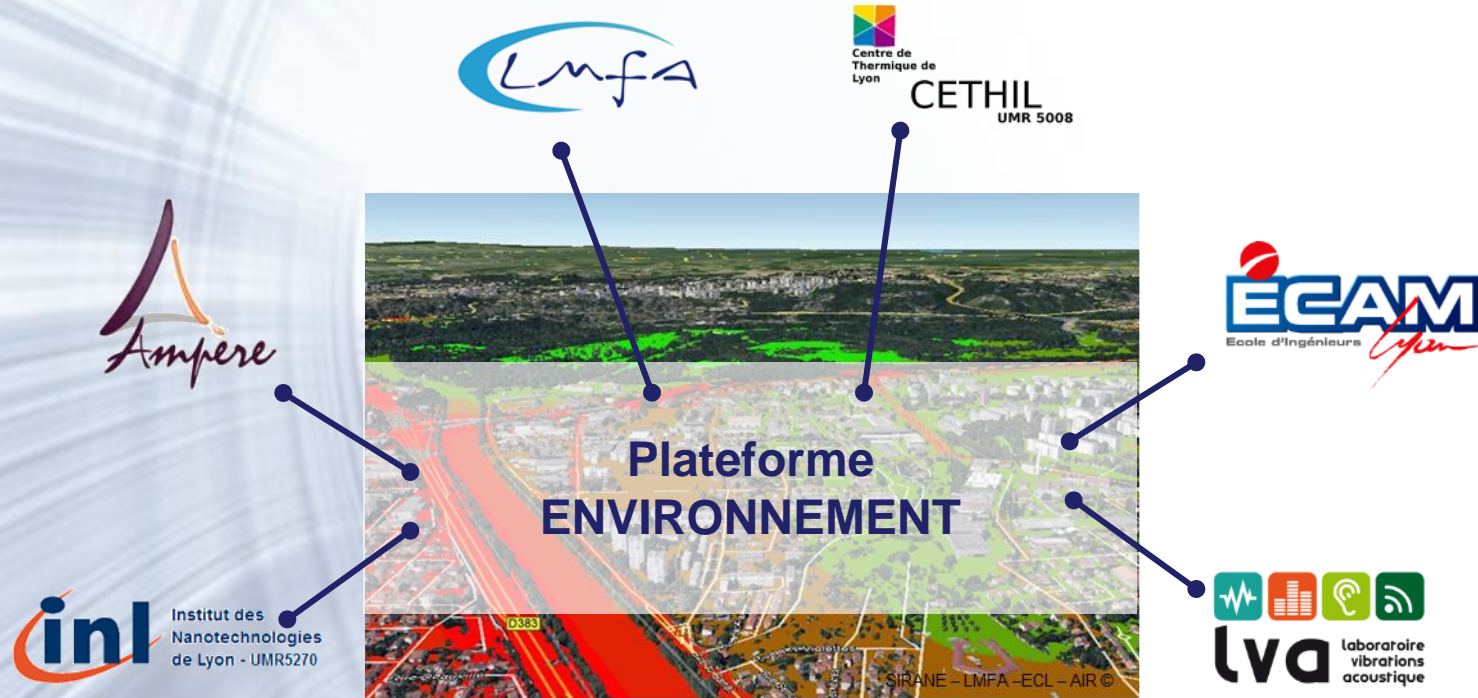 LMFA
Centre de
Thermique de
Lyon
CETHIL
UMR 5008
Ampère
ECAM
Ecole d'Ingénieurs
Lyon
Plateforme
ENVIRONNEMENT
inl
Institut des
Nanotechnologies
de Lyon - UMR5270
D383
SIRANE – LMFA –ECL – AIR ©
lva
laboratoire
vibrations
acoustique